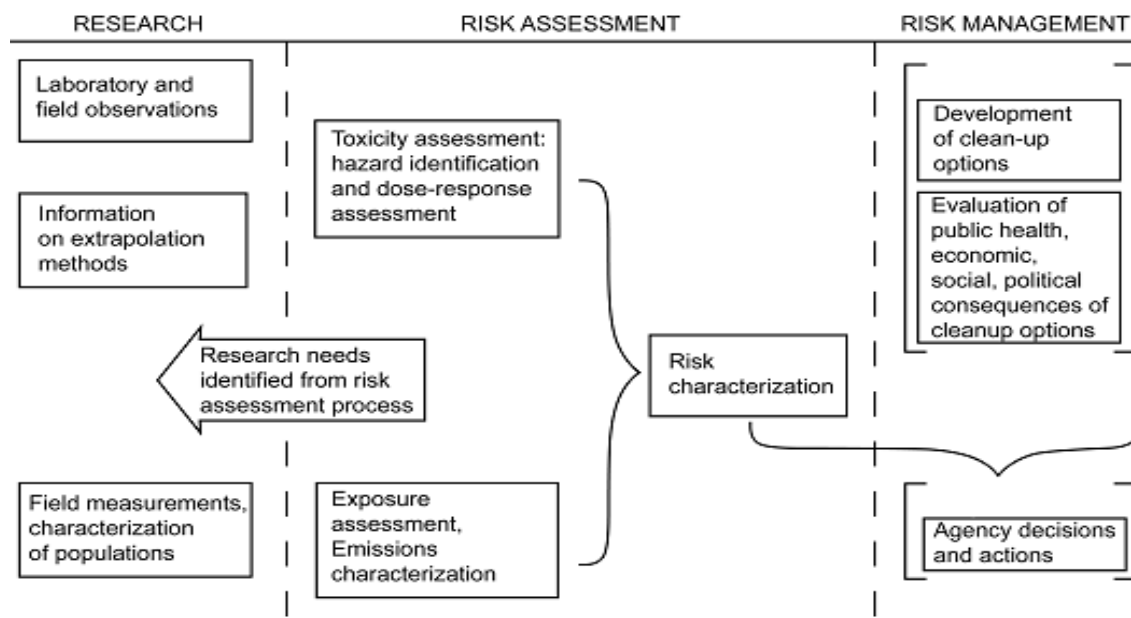 RESEARCH
RISK ASSESSMENT
RISK MANAGEMENT
Laboratory and
field observations
Information
on extrapolation
methods
Research needs
identified from risk
assessment process
Field measurements,
characterization
of populations
Toxicity assessment:
hazard identification
and dose-response
assessment
Exposure
assessment,
Emissions
characterization
Risk
characterization
Development
of clean-up
options
Evaluation of
public health,
economic,
social, political
consequences of
cleanup options
Agency decisions
and actions